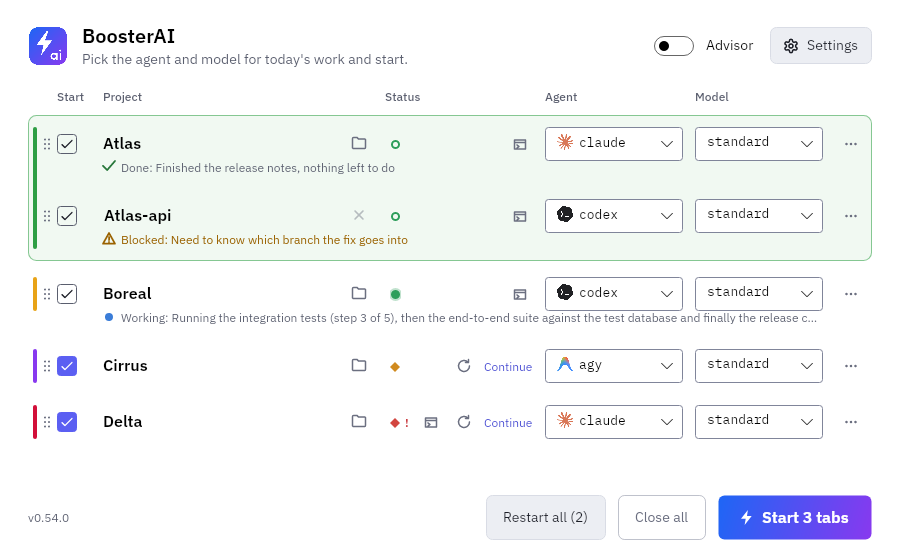 ai
BoosterAI
Pick the agent and model for today's work and start.
Advisor
Settings
Start Project Status Agent Model
Atlas claude standard
Done: Finished the release notes, nothing left to do
Atlas-api codex standard
Blocked: Need to know which branch the fix goes into
Boreal codex standard
Working: Running the integration tests (step 3 of 5), then the end-to-end suite against the test database and finally the release c...
Cirrus Continue agy standard
Delta ! Continue claude standard
v0.54.0
Restart all (2)
Close all
Start 3 tabs